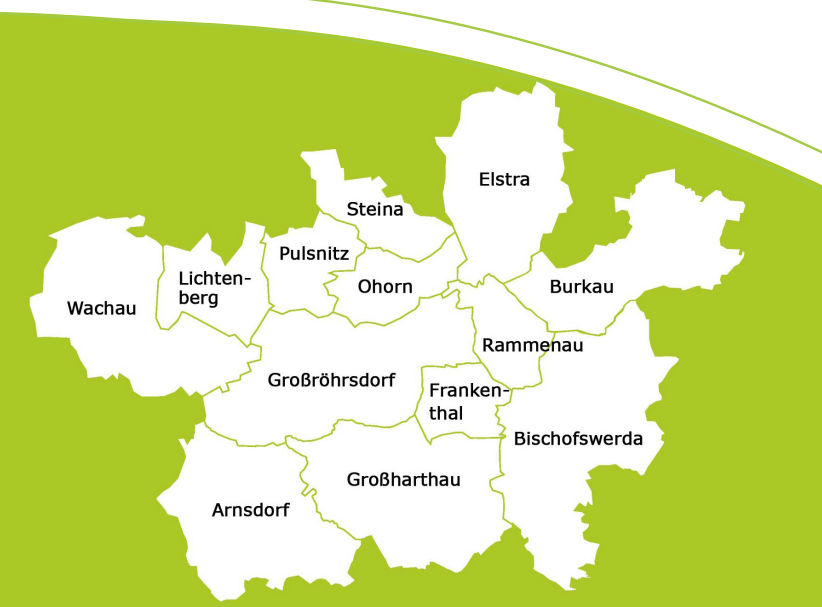 Elstra
Steina
Pulsnitz
Lichten-
berg
Ohorn
Burkau
Wachau
Rammenau
Großröhrsdorf
Franken-
thal
Bischofswerda
Großharthau
Arnsdorf